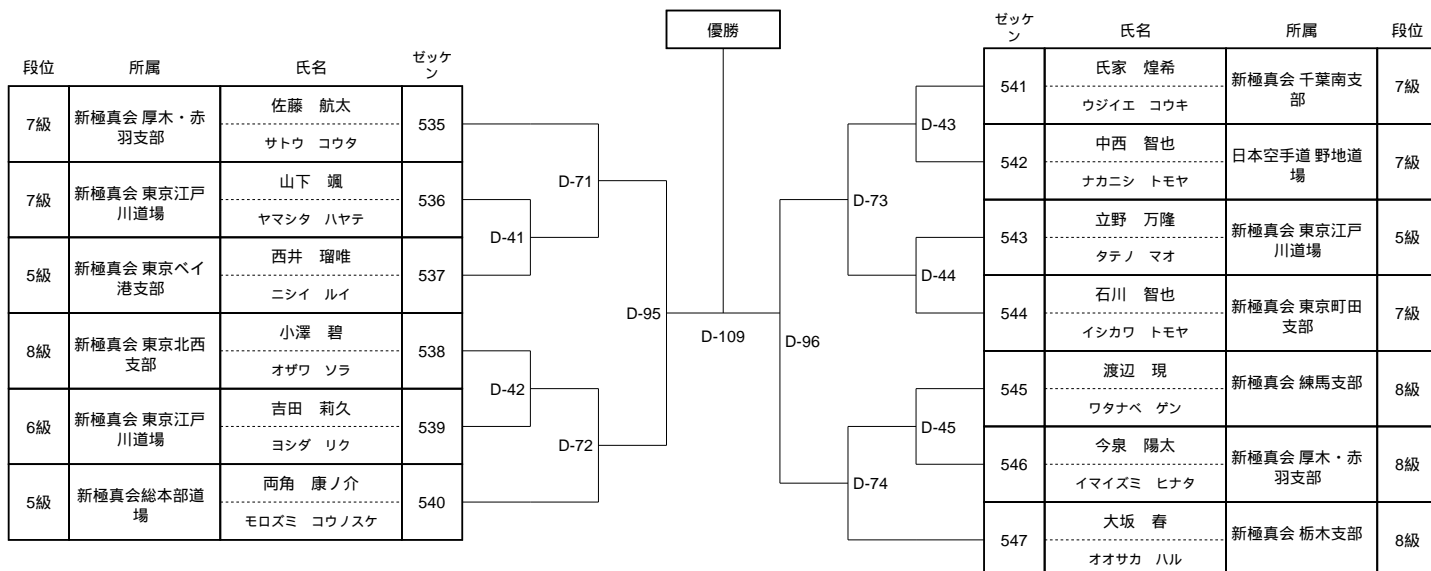 優勝
段位 所属 氏名 ゼッケ
ン
7級 新極真会 厚木・赤
羽支部 佐藤 航太
サトウ コウタ 535
7級 新極真会 東京江戸
川道場 山下 颯
ヤマシタ ハヤテ 536
5級 新極真会 東京ベイ
港支部 西井 瑠唯
ニシイ ルイ 537
8級 新極真会 東京北西
支部 小澤 碧
オザワ ソラ 538
6級 新極真会 東京江戸
川道場 吉田 莉久
ヨシダ リク 539
5級 新極真会総本部道
場 両角 康ノ介
モロズミ コウノスケ 540
D-71
D-41
D-95
D-42
D-72
D-109
D-43
D-73
D-44
D-96
D-45
D-74
ゼッケ
ン 氏名 所属 段位
541 氏家 煌希
ウジイエ コウキ 新極真会 千葉南支
部 7級
542 中西 智也
ナカニシ トモヤ 日本空手道 野地道
場 7級
543 立野 万隆
タテノ マオ 新極真会 東京江戸
川道場 5級
544 石川 智也
イシカワ トモヤ 新極真会 東京町田
支部 7級
545 渡辺 現
ワタナベ ゲン 新極真会 練馬支部 8級
546 今泉 陽太
イマイズミ ヒナタ 新極真会 厚木・赤
羽支部 8級
547 大坂 春
オオサカ ハル 新極真会 栃木支部 8級